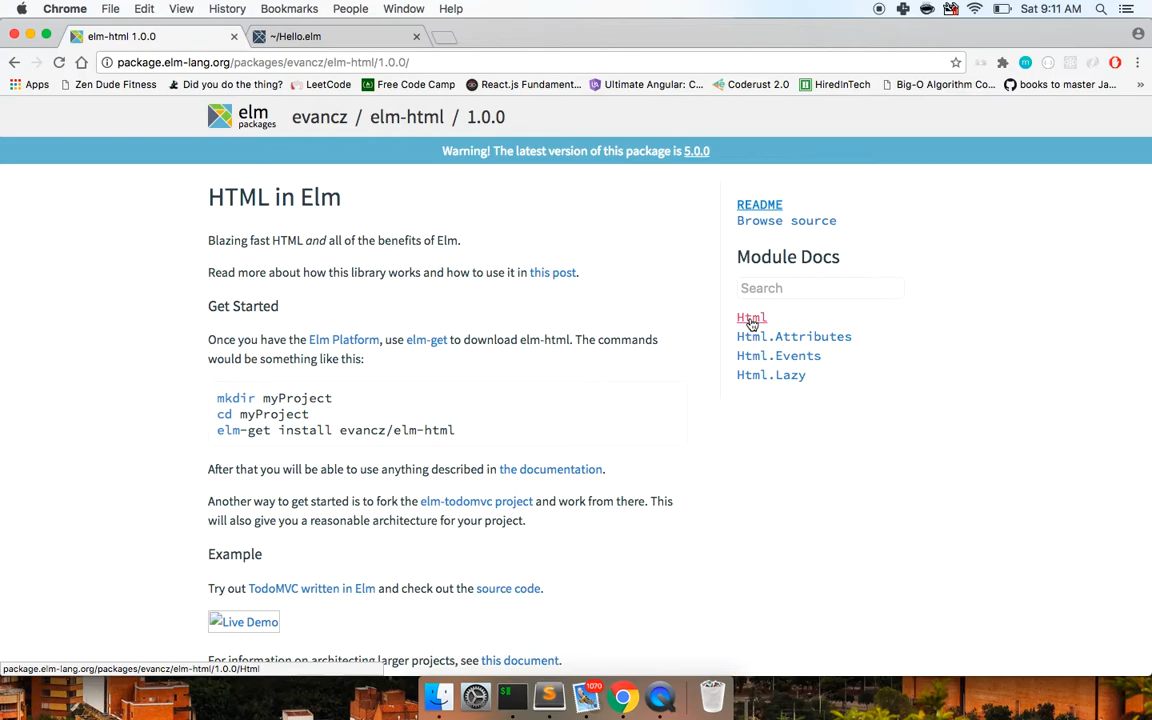 Chrome File Edit View History Bookmarks People Window Help Sat 9:11 AM
elm-html 1.0.0 ~/Hello.elm
package.elm-lang.org/packages/evancz/elm-html/1.0.0/
Apps Zen Dude Fitness Did you do the thing? LeetCode Free Code Camp React.js Fundament... Ultimate Angular: C... Coderust 2.0 HiredInTech Big-O Algorithm Co... books to master Ja... »
elm packages evancz / elm-html / 1.0.0
Warning! The latest version of this package is 5.0.0
HTML in Elm
Blazing fast HTML and all of the benefits of Elm.
Read more about how this library works and how to use it in this post.
Get Started
Once you have the Elm Platform, use elm-get to download elm-html. The commands
would be something like this:
mkdir myProject
cd myProject
elm-get install evancz/elm-html
After that you will be able to use anything described in the documentation.
Another way to get started is to fork the elm-todomvc project and work from there. This
will also give you a reasonable architecture for your project.
Example
Try out TodoMVC written in Elm and check out the source code.
Live Demo
For information on architecting larger projects, see this document.
README
Browse source
Module Docs
Search
Html
Html.Attributes
Html.Events
Html.Lazy
package.elm-lang.org/packages/evancz/elm-html/1.0.0/Html
1070